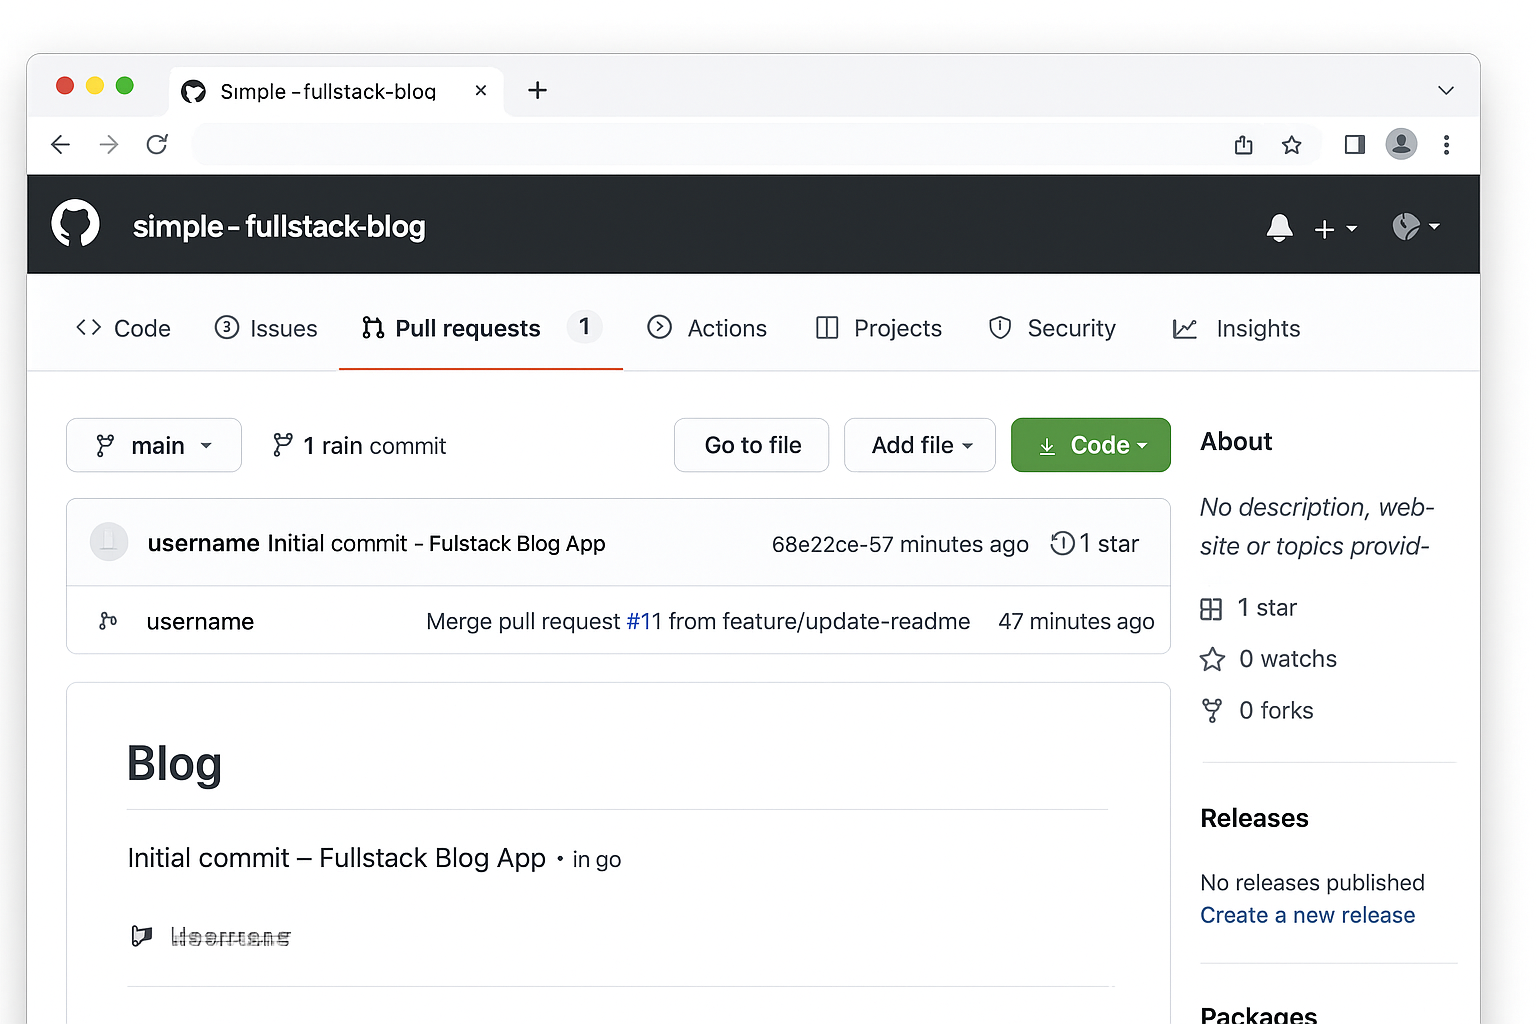 Simple -fullstack-blog
simple- fullstack-blog
Code
3 Issues
Pull requests 1
Actions
Projects
Security
Insights
main
1 rain commit
Go to file
Add file
Code
About
No description, web-
site or topics provid-
username Initial commit - Fulstack Blog App
68e22ce-57 minutes ago
1 star
username
Merge pull request #11 from feature/update-readme
47 minutes ago
1 star
0 watchs
0 forks
Blog
Initial commit – Fullstack Blog App • in go
Releases
No releases published
Create a new release
Packages